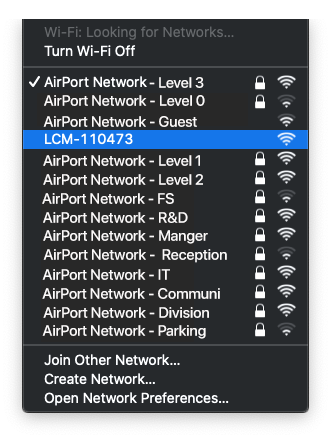 Wi-Fi: Looking for Networks...
Turn Wi-Fi Off
AirPort Network - Level 3
AirPort Network - Level 0
AirPort Network - Guest
LCM-110473
AirPort Network - Level 1
AirPort Network - Level 2
AirPort Network - FS
AirPort Network - R&D
AirPort Network - Manger
AirPort Network - Reception
AirPort Network - IT
AirPort Network - Communi
AirPort Network - Division
AirPort Network - Parking
Join Other Network...
Create Network...
Open Network Preferences...